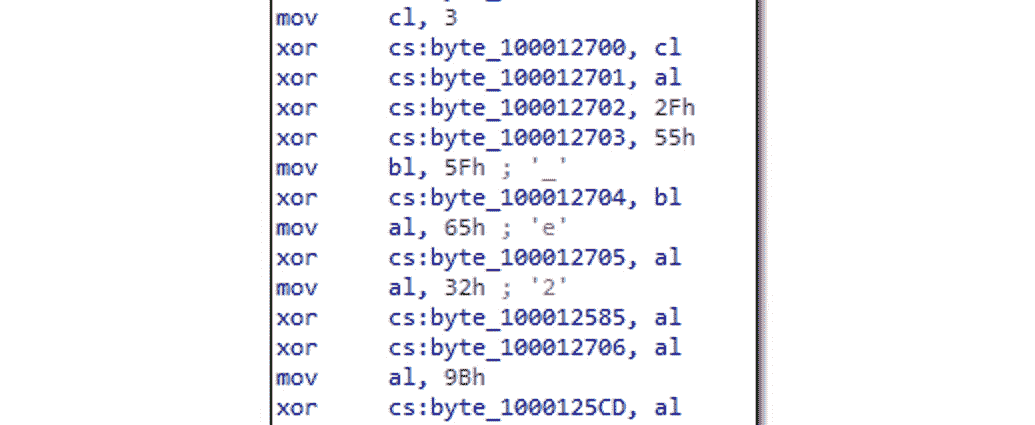 mov cl, 3
xor cs:byte_100012700, cl
xor cs:byte_100012701, al
xor cs:byte_100012702, 2Fh
xor cs:byte_100012703, 55h
mov bl, 5Fh ; '_'
xor cs:byte_100012704, bl
mov al, 65h ; 'e'
xor cs:byte_100012705, al
mov al, 32h ; '2'
xor cs:byte_100012585, al
xor cs:byte_100012706, al
mov al, 9Bh
xor cs:byte_1000125CD, al